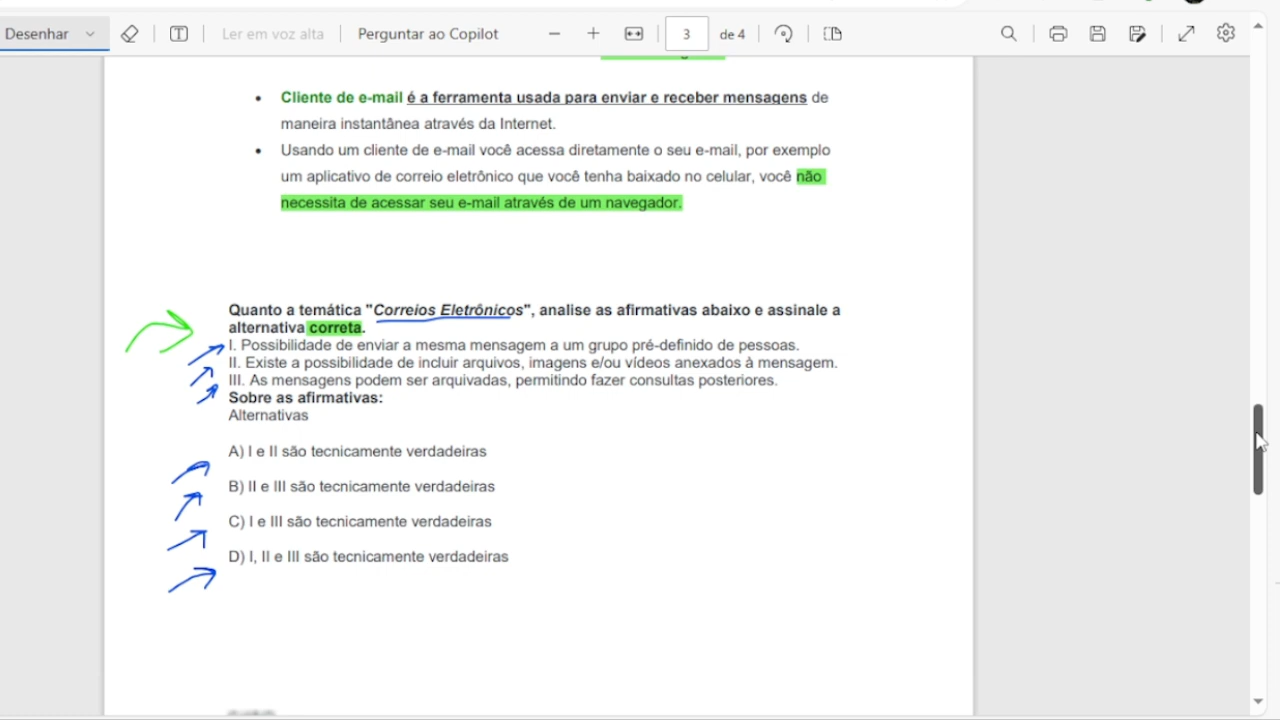 Desenhar
Ler em voz alta
Perguntar ao Copilot
3
de 4
Cliente de e-mail é a ferramenta usada para enviar e receber mensagens de
maneira instantânea através da Internet.
Usando um cliente de e-mail você acessa diretamente o seu e-mail, por exemplo
um aplicativo de correio eletrônico que você tenha baixado no celular, você não
necessita de acessar seu e-mail através de um navegador.
Quanto a temática "Correios Eletrônicos", analise as afirmativas abaixo e assinale a
alternativa correta.
I. Possibilidade de enviar a mesma mensagem a um grupo pré-definido de pessoas.
II. Existe a possibilidade de incluir arquivos, imagens e/ou vídeos anexados à mensagem.
III. As mensagens podem ser arquivadas, permitindo fazer consultas posteriores.
Sobre as afirmativas:
Alternativas
A) I e II são tecnicamente verdadeiras
B) II e III são tecnicamente verdadeiras
C) I e III são tecnicamente verdadeiras
D) I, II e III são tecnicamente verdadeiras